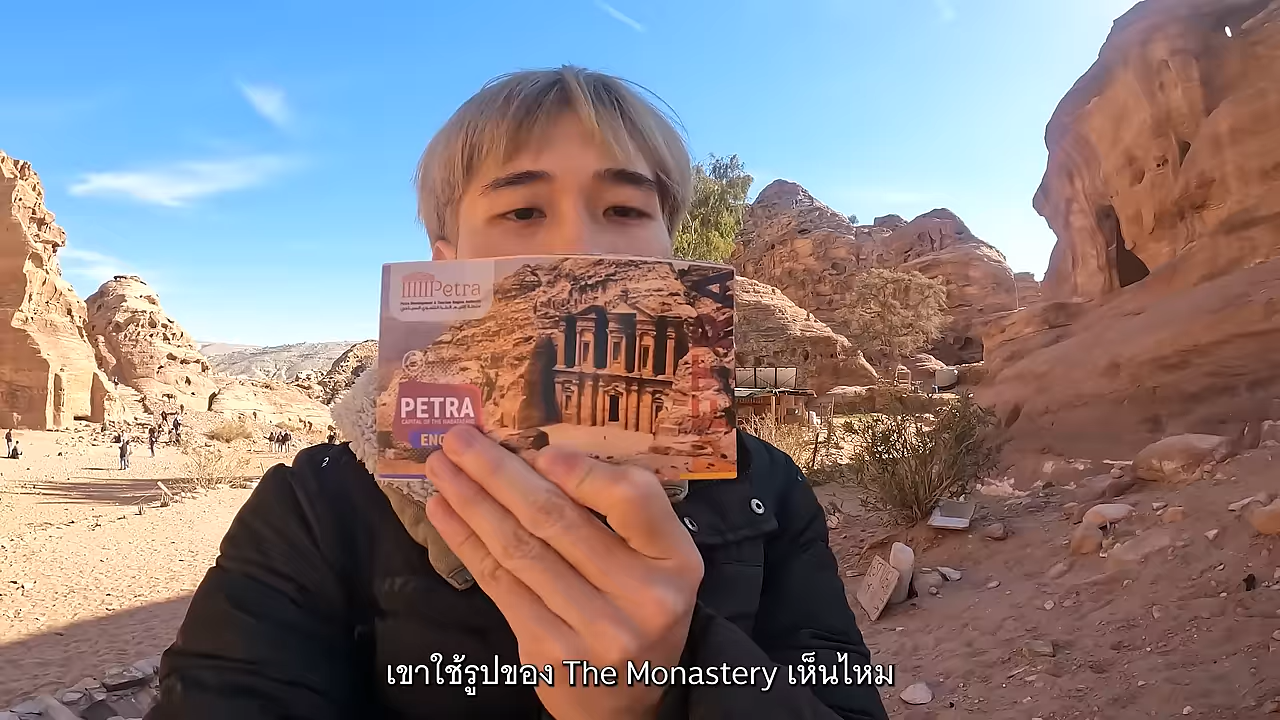 Petra
PETRA
CAPITAL OF THE NABATAEANS
ENG
เขาใช้รูปของ The Monastery เห็นไหม